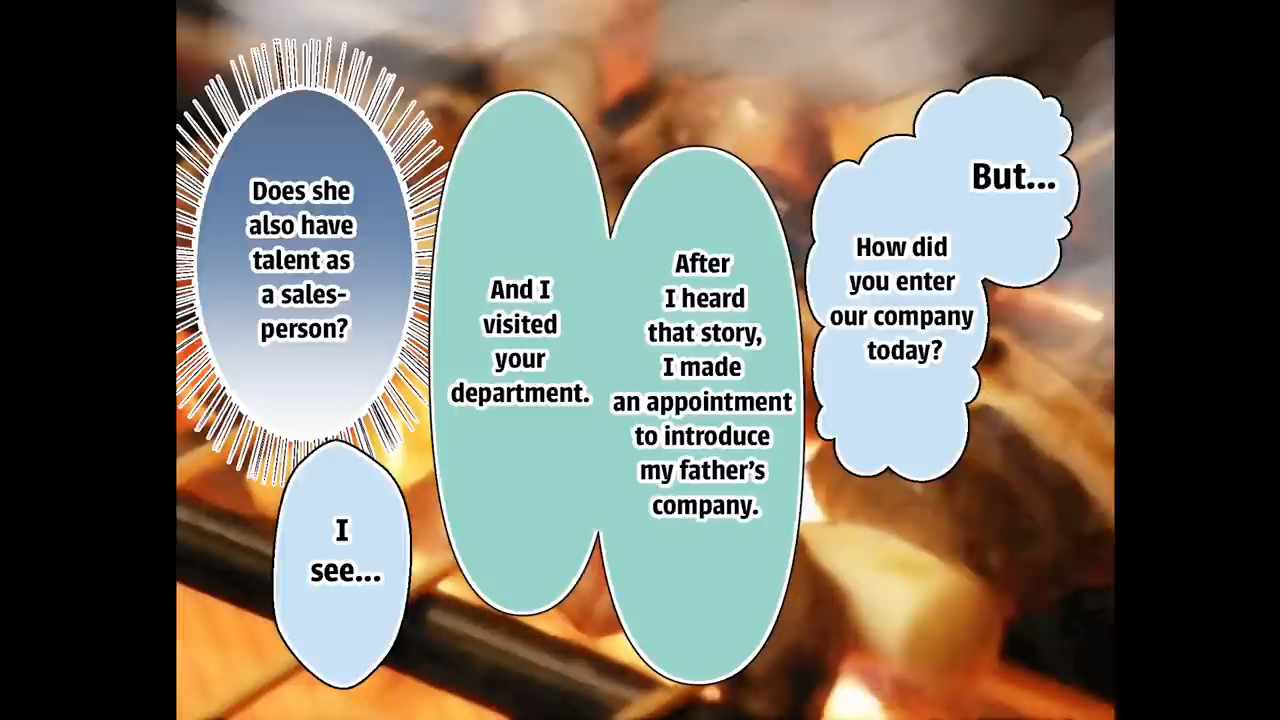 But...
How did
you enter
our company
today?
After
I heard
that story,
I made
an appointment
to introduce
my father’s
company.
And I
visited
your
department.
Does she
also have
talent as
a sales-
person?
I
see...